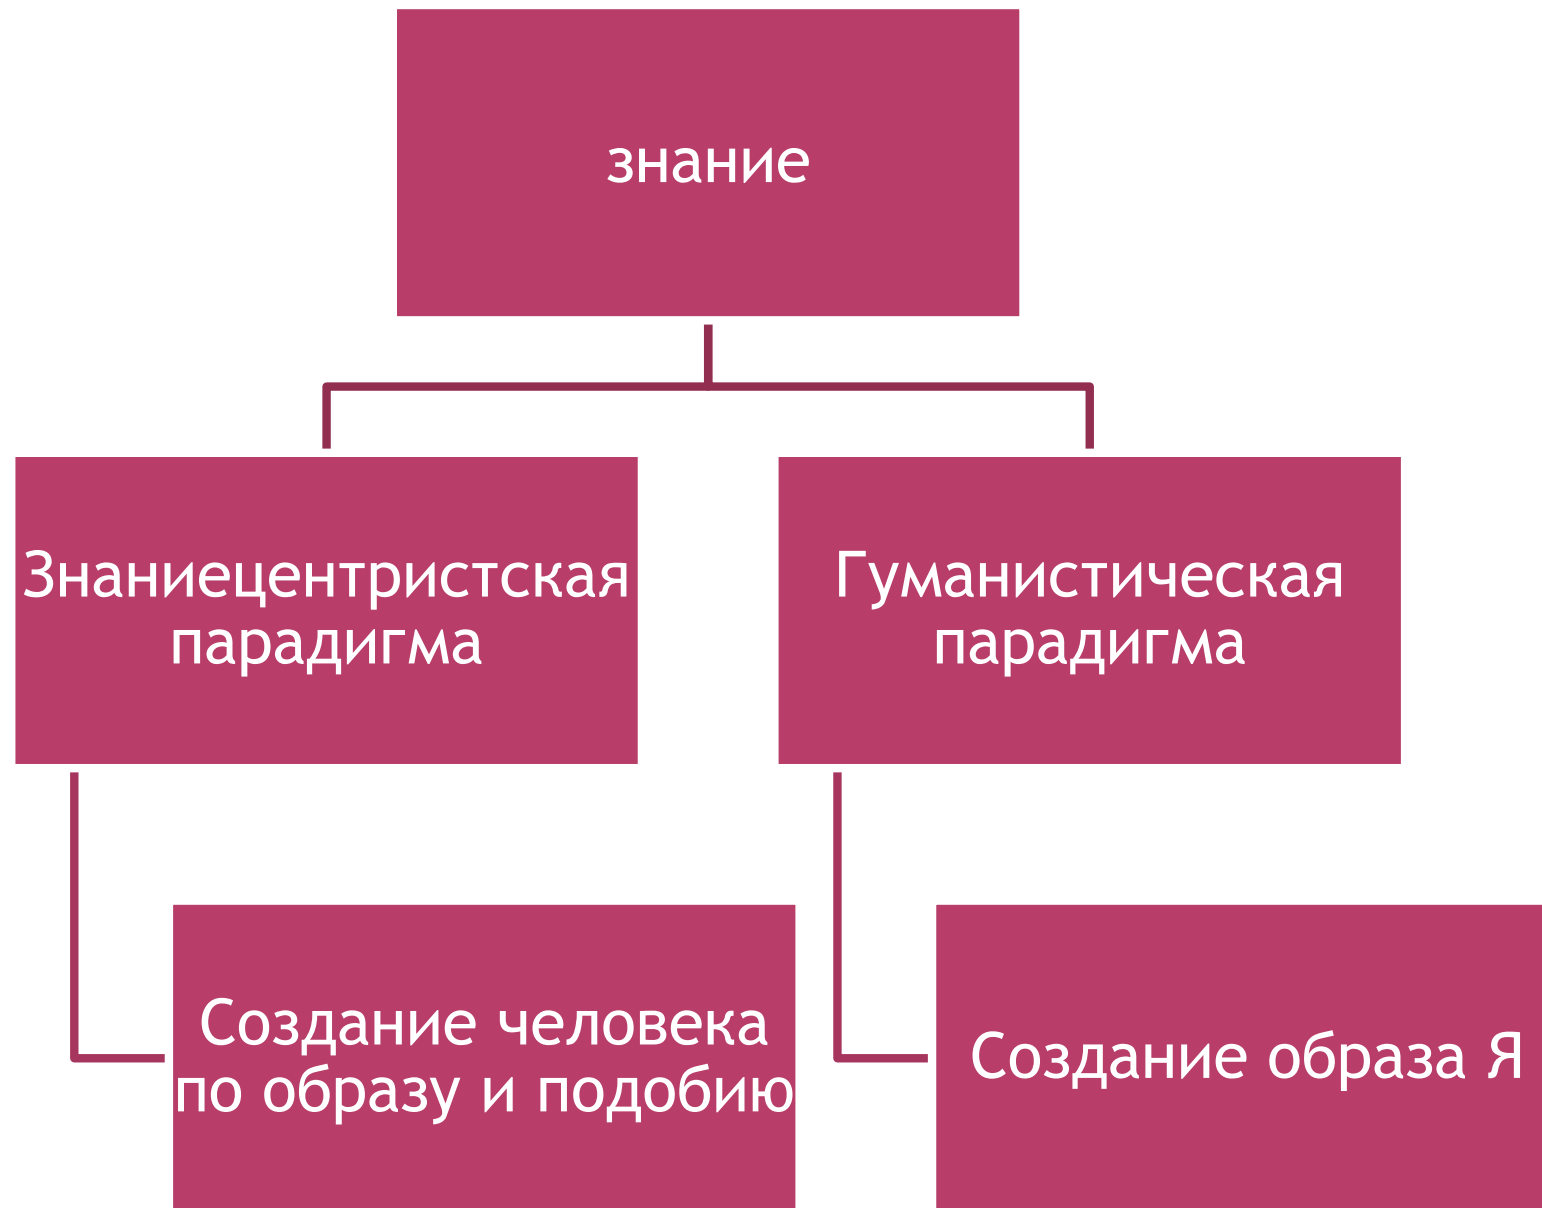 знание
Знаниецентристская
парадигма
Гуманистическая
парадигма
Создание человека
по образу и подобию
Создание образа Я